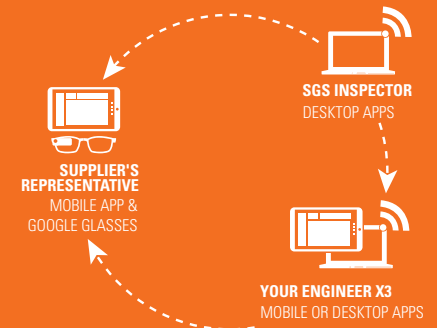 SGS INSPECTOR
DESKTOP APPS
SUPPLIER'S
REPRESENTATIVE
MOBILE APP &
GOOGLE GLASSES
YOUR ENGINEER X3
MOBILE OR DESKTOP APPS